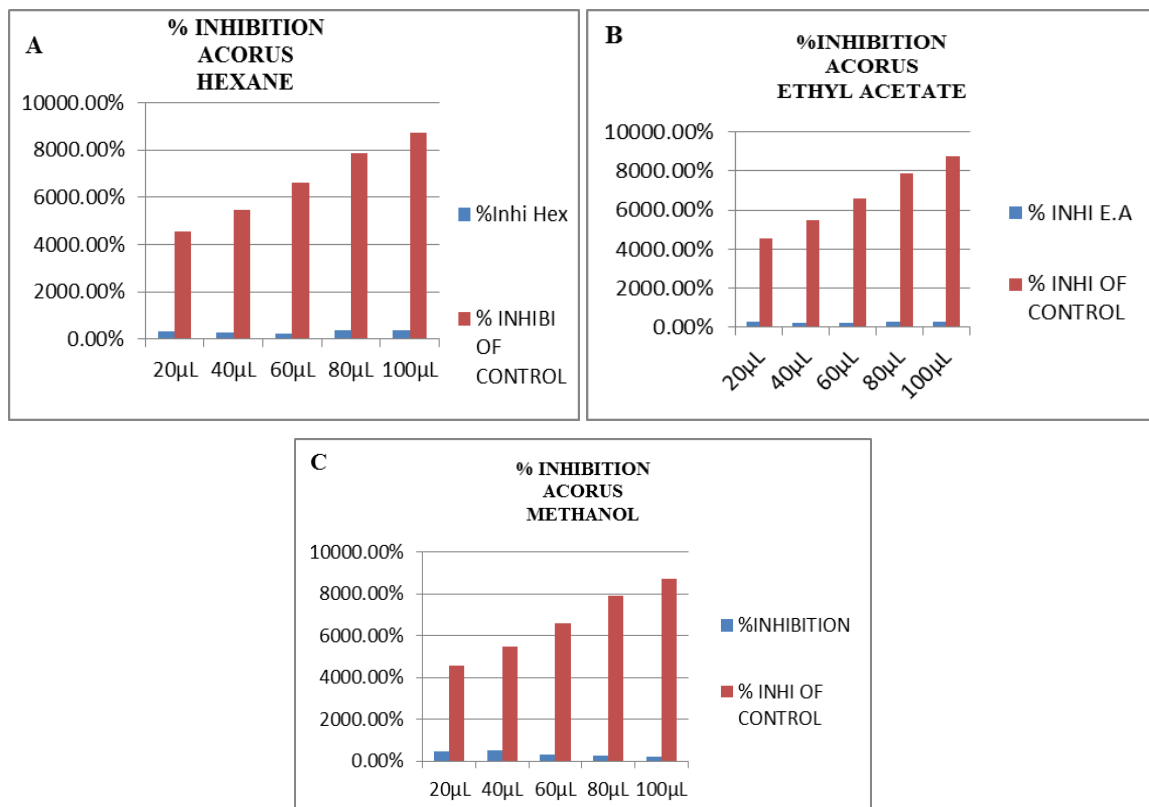 A
% INHIBITION
ACORUS
HEXANE
10000.00%
8000.00%
6000.00%
4000.00%
2000.00%
0.00%
20µL 40µL 60µL 80µL 100µL
%Inhi Hex
% INHIBI
OF
CONTROL
B
%INHIBITION
ACORUS
ETHYL ACETATE
10000.00%
8000.00%
6000.00%
4000.00%
2000.00%
0.00%
20µL 40µL 60µL 80µL 100µL
% INHI E.A
% INHI OF
CONTROL
C
% INHIBITION
ACORUS
METHANOL
10000.00%
8000.00%
6000.00%
4000.00%
2000.00%
0.00%
20µL 40µL 60µL 80µL 100µL
%INHIBITION
% INHI OF
CONTROL